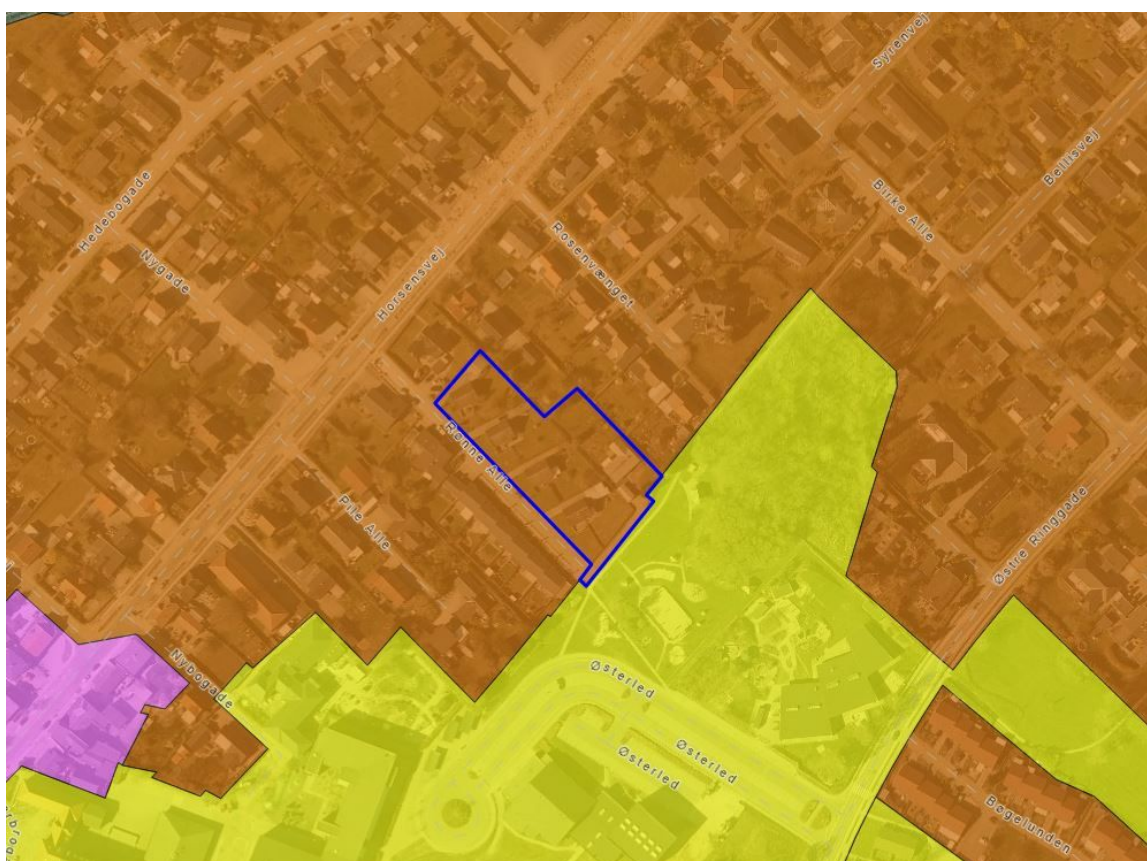 Syrenvej
Bellisvej
Birke Alle
Hedebogade
Nygade
Horsensvej
Rosenvænget
Rønne Alle
Pile Alle
Østre Ringgade
Nybogade
Østerled
Østerled
Østerled
Bøgelunden